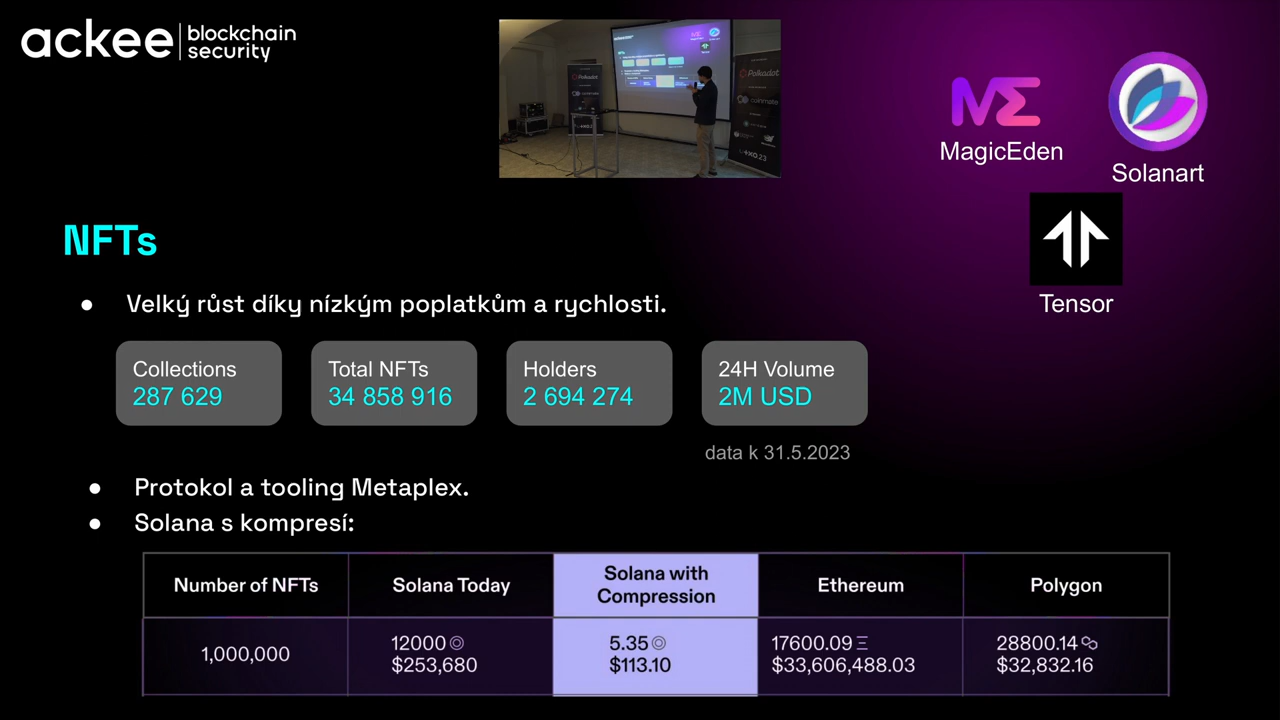 ackee blockchain
security
Polkadot
Polkadot
MagicEden
Solanart
Tensor
NFTs
● Velký růst díky nízkým poplatkům a rychlosti.
Collections Total NFTs Holders 24H Volume
287 629 34 858 916 2 694 274 2M USD
data k 31.5.2023
● Protokol a tooling Metaplex.
● Solana s kompresí:
Number of NFTs Solana Today Solana with Compression Ethereum Polygon
1,000,000 12000 5.35 17600.09 28800.14
$253,680 $113.10 $33,606,488.03 $32,832.16